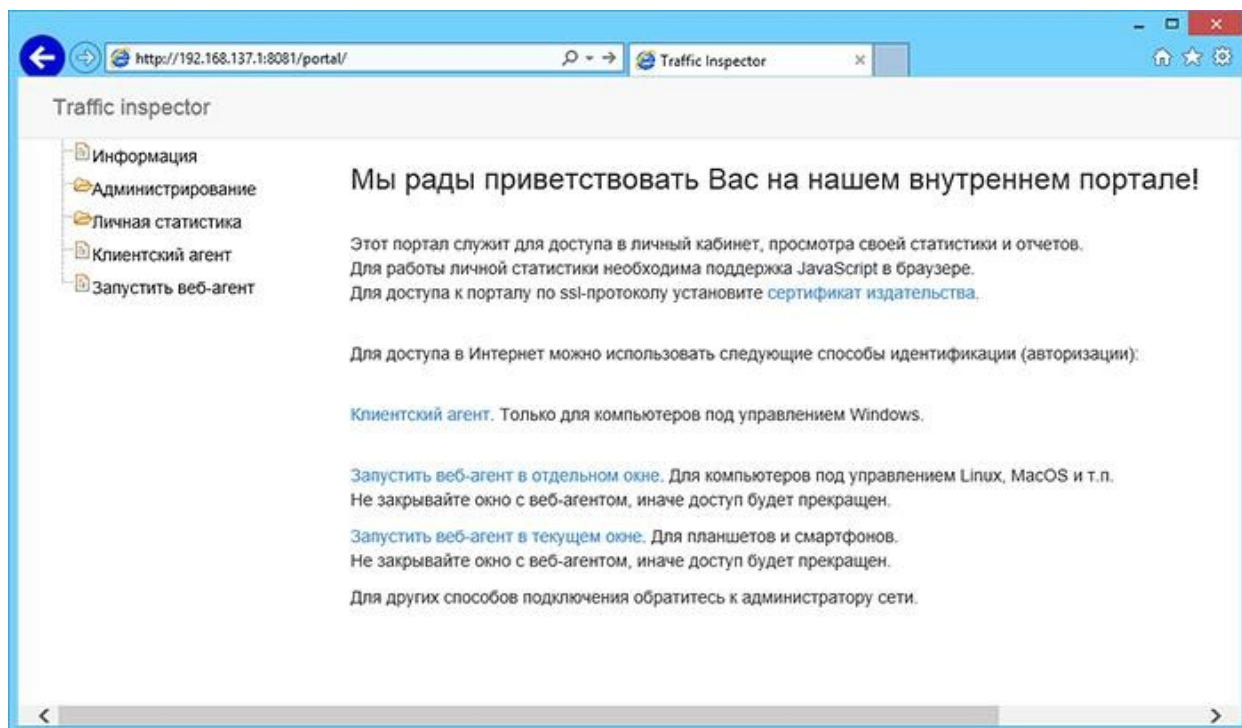 http://192.168.137.1:8081/portal/
Traffic Inspector
Traffic inspector
Информация
Администрирование
Личная статистика
Клиентский агент
Запустить веб-агент
Мы рады приветствовать Вас на нашем внутреннем портале!
Этот портал служит для доступа в личный кабинет, просмотра своей статистики и отчетов.
Для работы личной статистики необходима поддержка JavaScript в браузере.
Для доступа к порталу по ssl-протоколу установите сертификат издательства.
Для доступа в Интернет можно использовать следующие способы идентификации (авторизации):
Клиентский агент. Только для компьютеров под управлением Windows.
Запустить веб-агент в отдельном окне. Для компьютеров под управлением Linux, MacOS и т.п.
Не закрывайте окно с веб-агентом, иначе доступ будет прекращен.
Запустить веб-агент в текущем окне. Для планшетов и смартфонов.
Не закрывайте окно с веб-агентом, иначе доступ будет прекращен.
Для других способов подключения обратитесь к администратору сети.